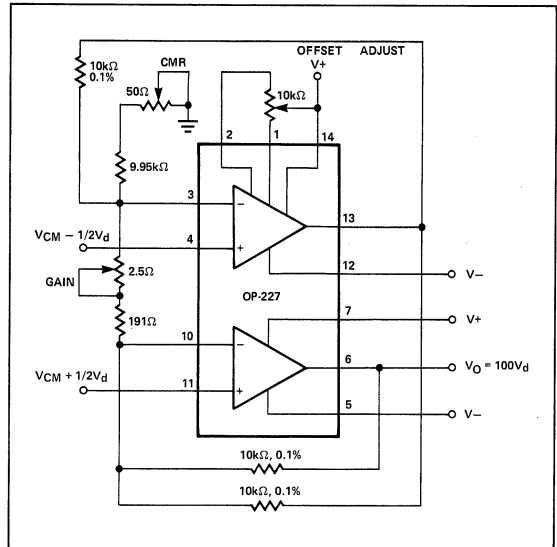 OFFSET ADJUST
V+
10kΩ
0.1%
CMR
50Ω
10kΩ
2
1
14
9.95kΩ
3
−
13
VCM − 1/2Vd
4
+
12
V−
GAIN
2.5Ω
OP-227
7
V+
191Ω
10
−
6
VO = 100Vd
VCM + 1/2Vd
11
+
5
V−
10kΩ, 0.1%
10kΩ, 0.1%